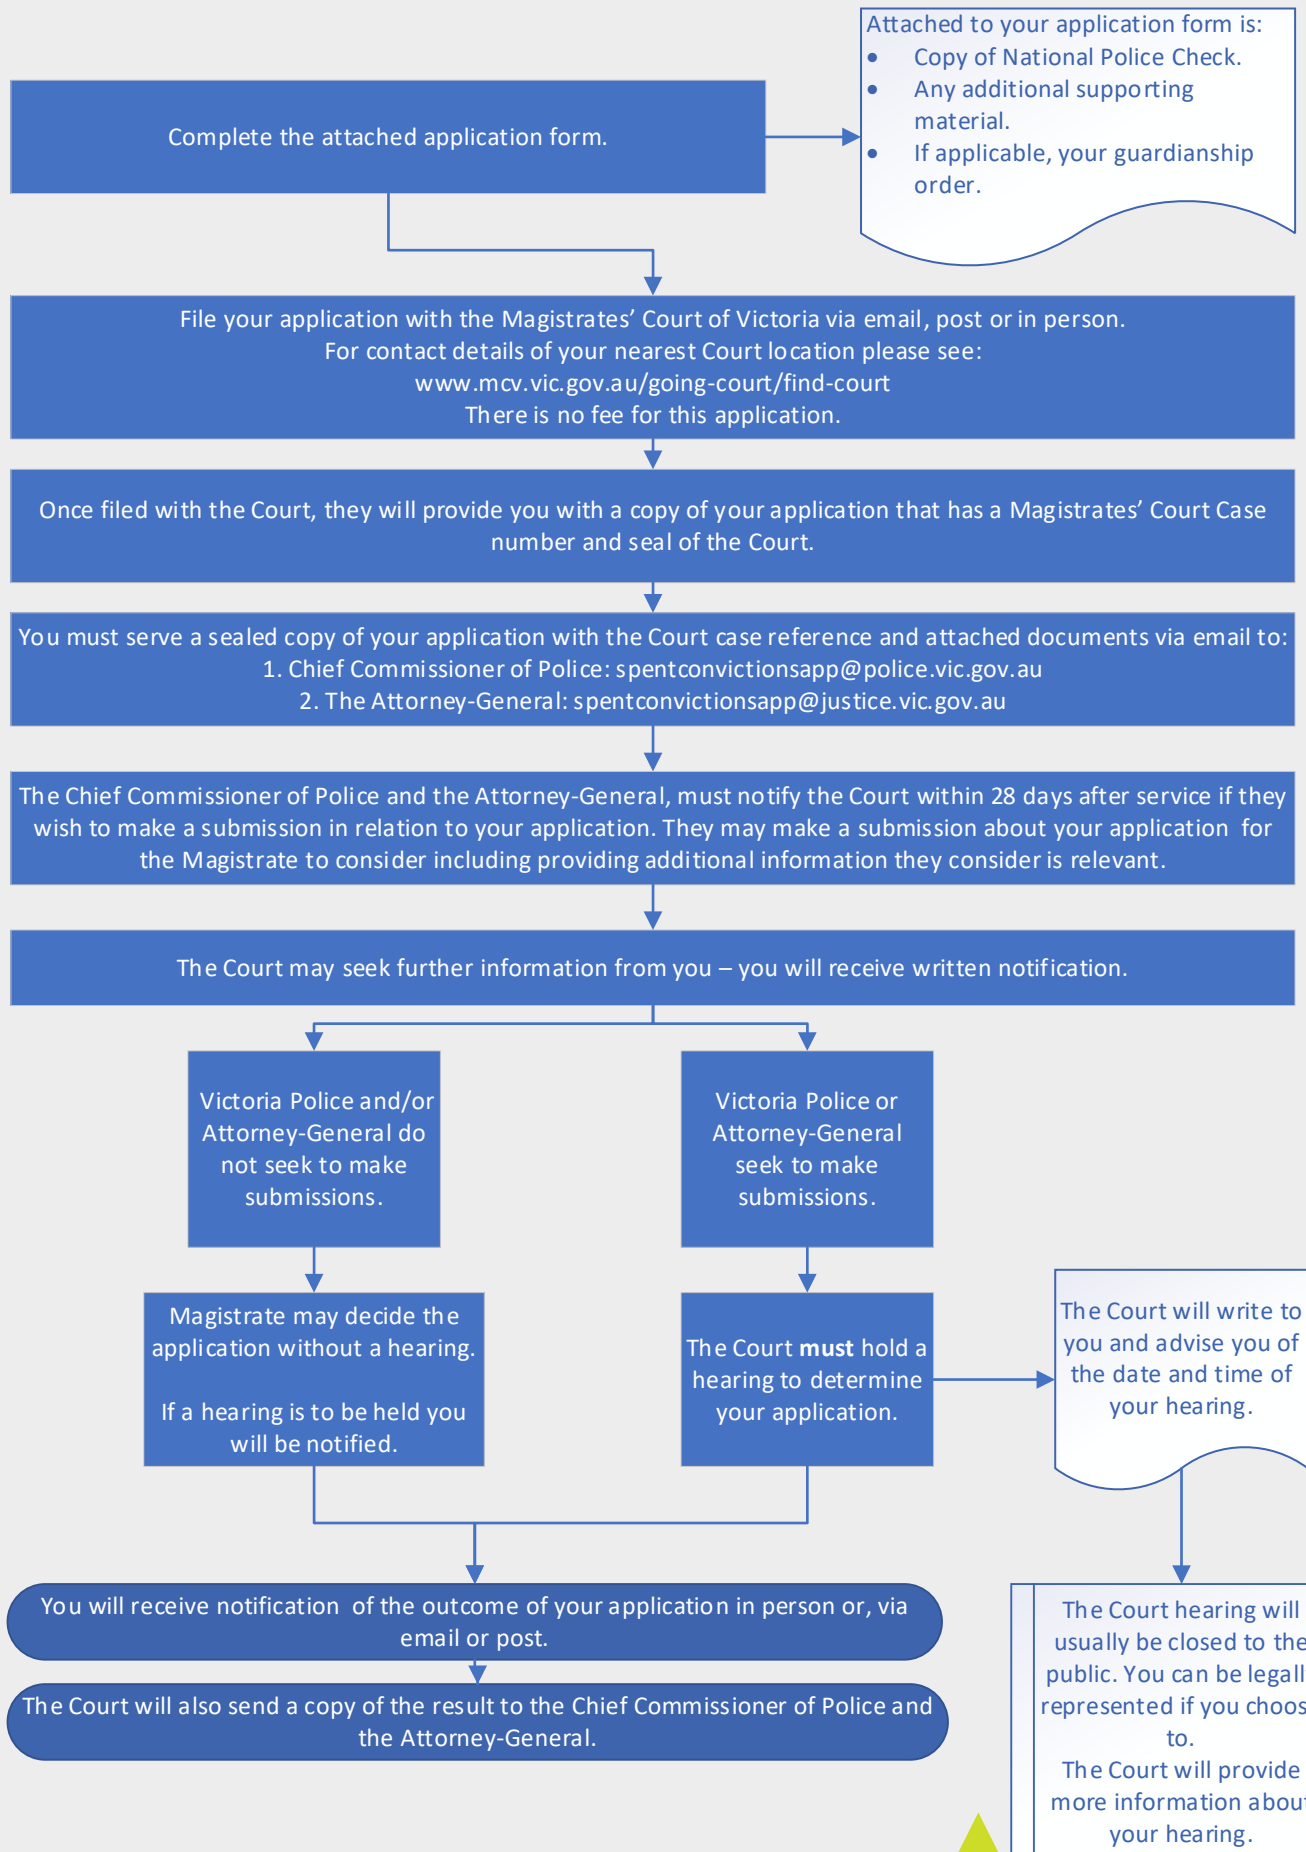 Attached to your application form is:
• Copy of National Police Check.
• Any additional supporting
material.
• If applicable, your guardianship
order.
Complete the attached application form.
File your application with the Magistrates’ Court of Victoria via email, post or in person.
For contact details of your nearest Court location please see:
www.mcv.vic.gov.au/going-court/find-court
There is no fee for this application.
Once filed with the Court, they will provide you with a copy of your application that has a Magistrates’ Court Case
number and seal of the Court.
You must serve a sealed copy of your application with the Court case reference and attached documents via email to:
1. Chief Commissioner of Police: spentconvictionsapp@police.vic.gov.au
2. The Attorney-General: spentconvictionsapp@justice.vic.gov.au
The Chief Commissioner of Police and the Attorney-General, must notify the Court within 28 days after service if they
wish to make a submission in relation to your application. They may make a submission about your application for
the Magistrate to consider including providing additional information they consider is relevant.
The Court may seek further information from you – you will receive written notification.
Victoria Police and/or
Attorney-General do
not seek to make
submissions.
Victoria Police or
Attorney-General
seek to make
submissions.
Magistrate may decide the
application without a hearing.
If a hearing is to be held you
will be notified.
The Court must hold a
hearing to determine
your application.
The Court will write to
you and advise you of
the date and time of
your hearing.
You will receive notification of the outcome of your application in person or, via
email or post.
The Court will also send a copy of the result to the Chief Commissioner of Police and
the Attorney-General.
The Court hearing will
usually be closed to the
public. You can be legall
represented if you choos
to.
The Court will provide
more information about
your hearing.